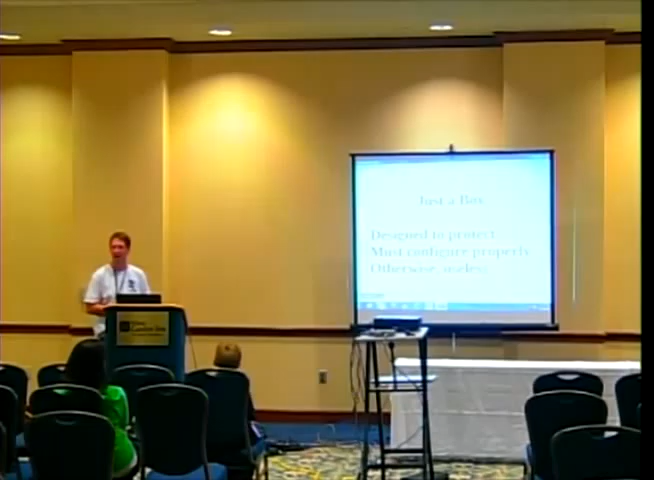 Just a Box
Designed to protect
Must configure properly
Otherwise, useless